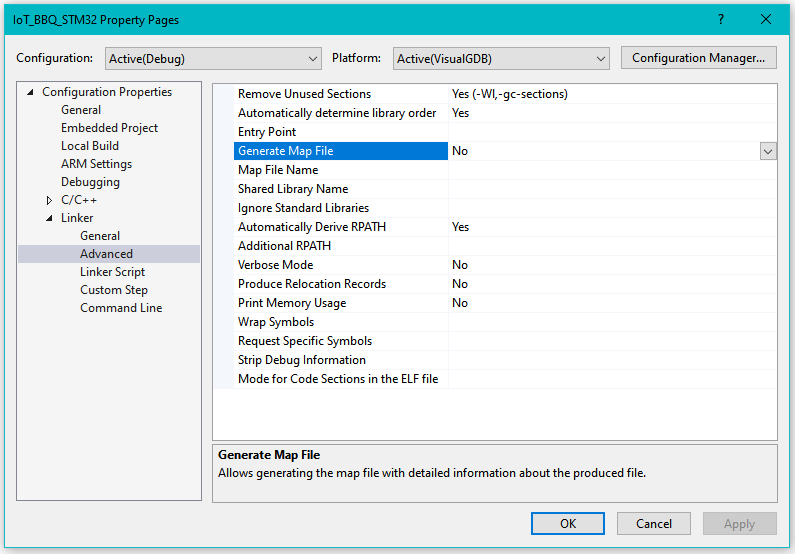 IoT_BBQ_STM32 Property Pages
?
Configuration: Active(Debug) Platform: Active(VisualGDB) Configuration Manager...
Configuration Properties
General
Embedded Project
Local Build
ARM Settings
Debugging
C/C++
Linker
General
Advanced
Linker Script
Custom Step
Command Line
Remove Unused Sections Yes (-Wl,-gc-sections)
Automatically determine library order Yes
Entry Point
Generate Map File No
Map File Name
Shared Library Name
Ignore Standard Libraries
Automatically Derive RPATH Yes
Additional RPATH
Verbose Mode No
Produce Relocation Records No
Print Memory Usage No
Wrap Symbols
Request Specific Symbols
Strip Debug Information
Mode for Code Sections in the ELF file
Generate Map File
Allows generating the map file with detailed information about the produced file.
OK Cancel Apply